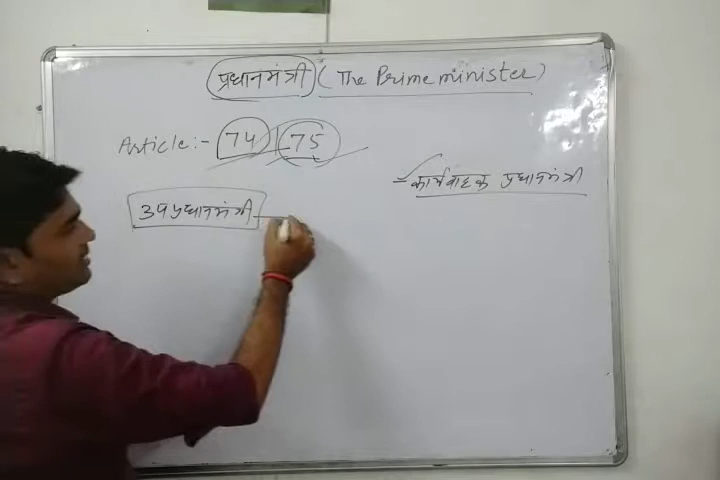 प्रधानमंत्री (The Prime minister)
Article:- 74 75
- कार्यवाहक प्रधानमंत्री
उपप्रधानमंत्री -